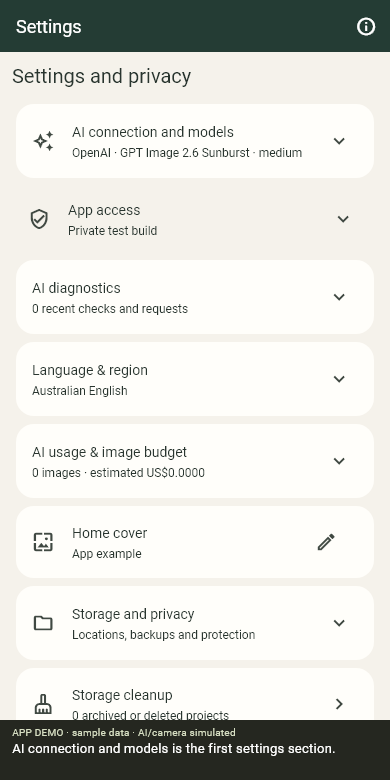 Settings
Settings and privacy
AI connection and models
OpenAI · GPT Image 2.6 Sunburst · medium
App access
Private test build
AI diagnostics
0 recent checks and requests
Language & region
Australian English
AI usage & image budget
0 images · estimated US$0.0000
Home cover
App example
Storage and privacy
Locations, backups and protection
Storage cleanup
0 archived or deleted projects
APP DEMO · sample data · AI/camera simulated
AI connection and models is the first settings section.